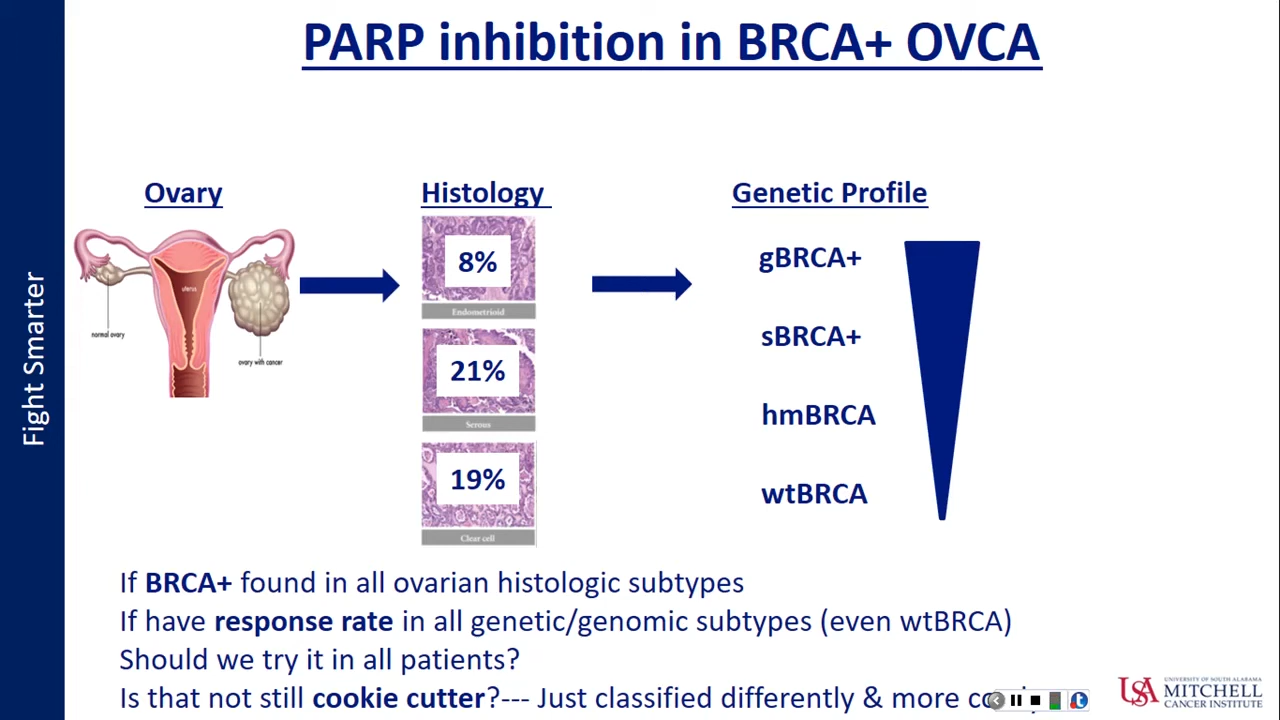 PARP inhibition in BRCA+ OVCA
Fight Smarter
Ovary
uterus
normal ovary
ovary with cancer
Histology
8%
Endometrioid
21%
Serous
19%
Clear cell
Genetic Profile
gBRCA+
sBRCA+
hmBRCA
wtBRCA
If BRCA+ found in all ovarian histologic subtypes
If have response rate in all genetic/genomic subtypes (even wtBRCA)
Should we try it in all patients?
Is that not still cookie cutter?--- Just classified differently & more
USA
UNIVERSITY OF SOUTH ALABAMA
MITCHELL
CANCER INSTITUTE